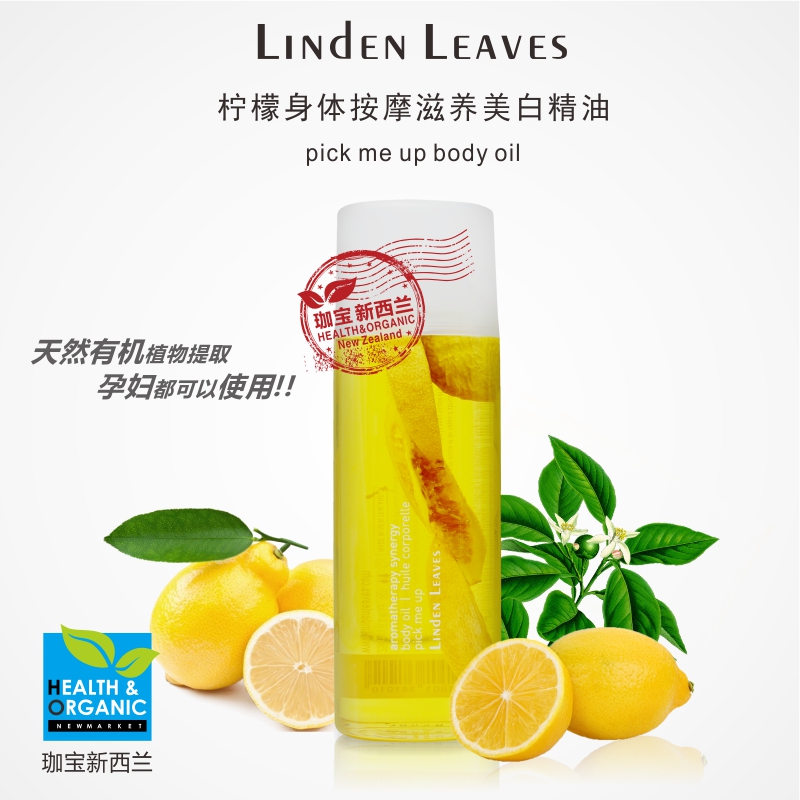 LINDEN LEAVES
柠檬身体按摩滋养美白精油
pick me up body oil
珈宝新西兰
HEALTH&ORGANIC
New Zealand
天然有机植物提取
孕妇都可以使用!!
aromatherapy synergy
body oil | huile corporelle
pick me up
LINDEN LEAVES
HEALTH &
ORGANIC
NEWMARKET
珈宝新西兰